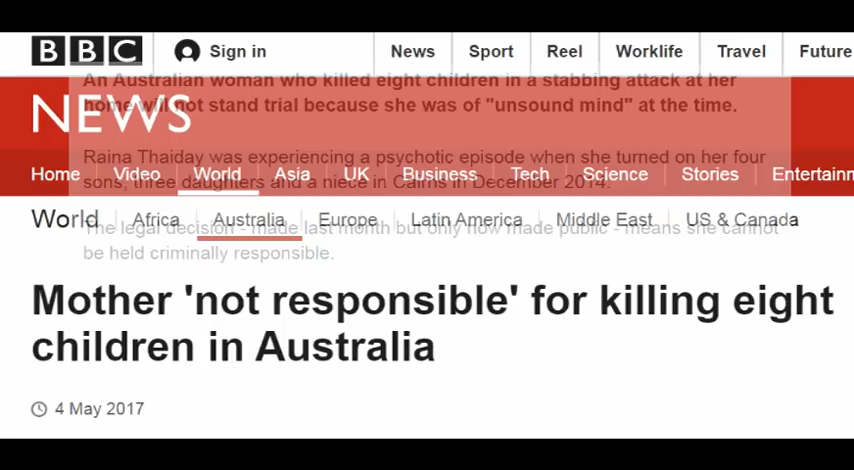 BBC Sign in News Sport Reel Worklife Travel Future
An Australian woman who killed eight children in a stabbing attack at her
NEWS
home will not stand trial because she was of "unsound mind" at the time.
Raina Thaiday was experiencing a psychotic episode when she turned on her four
Home Video World Asia UK Business Tech Science Stories Entertainm
sons, three daughters and a niece in Cairns in December 2014.
World Africa Australia Europe Latin America Middle East US & Canada
The legal decision - made last month but only now made public - means she cannot
be held criminally responsible.
Mother 'not responsible' for killing eight
children in Australia
4 May 2017